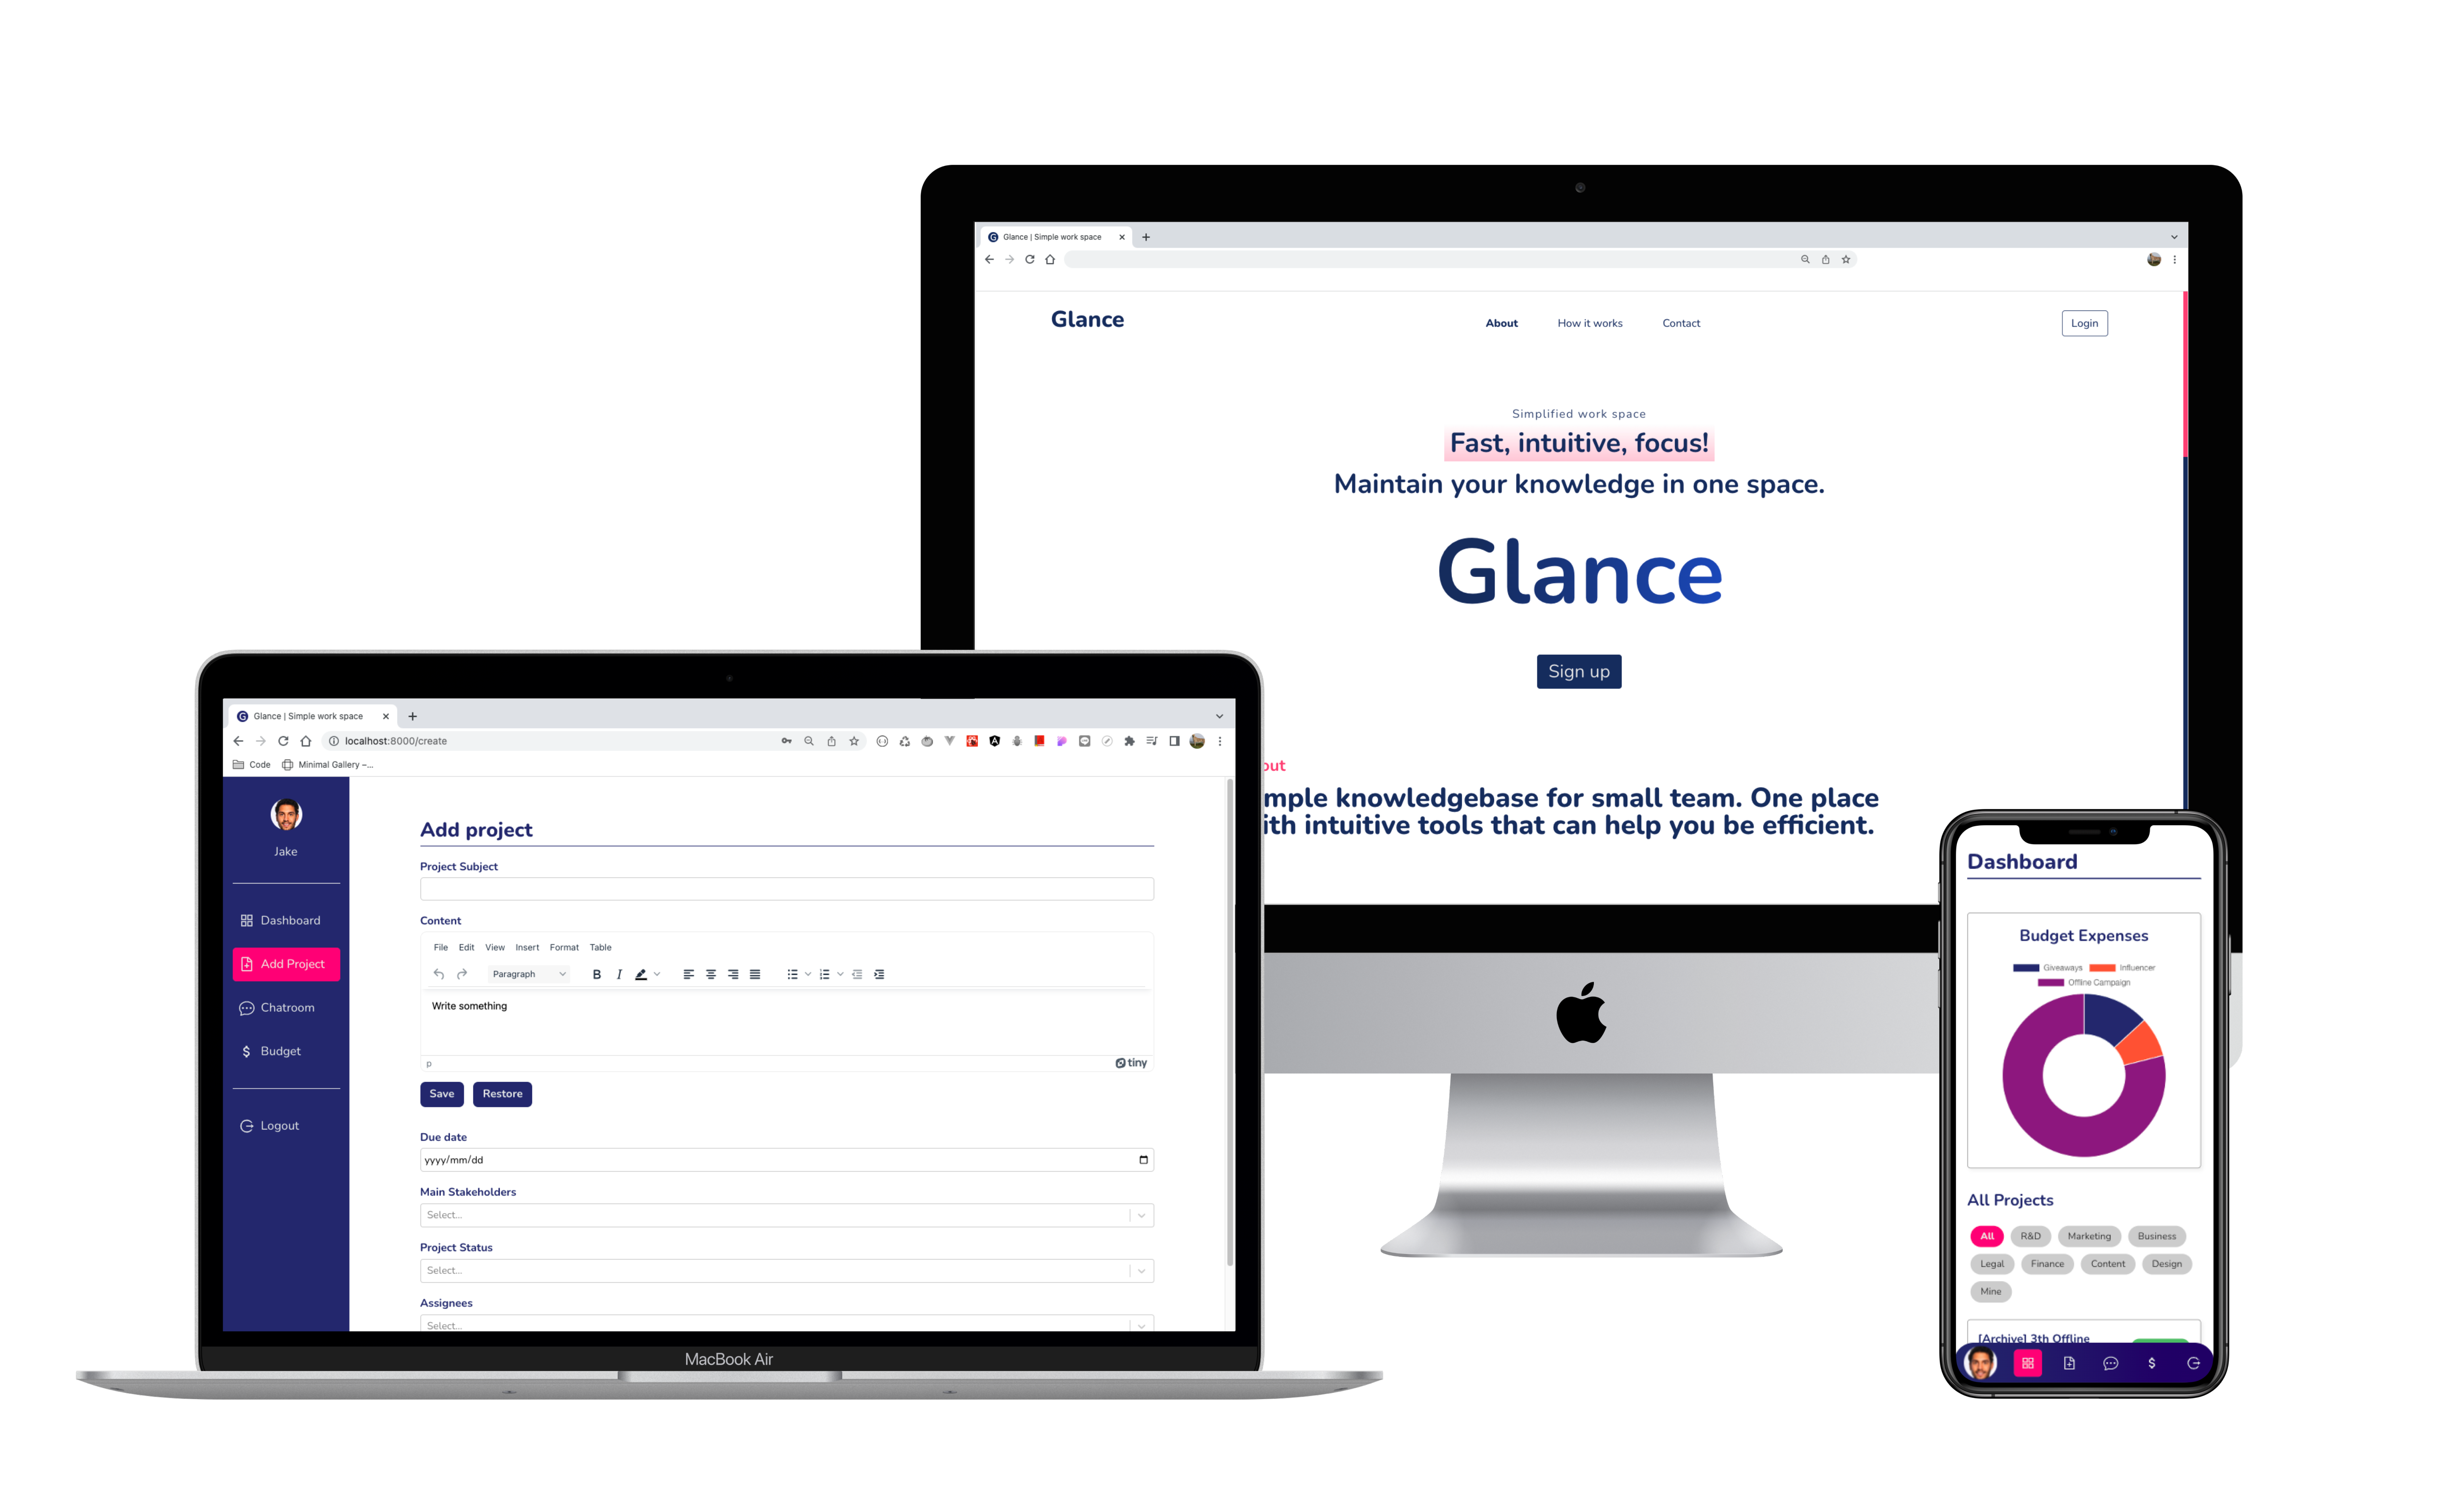 Glance | Simple work space
Glance
About How it works Contact
Login
Simplified work space
Fast, intuitive, focus!
Maintain your knowledge in one space.
Glance
Sign up
out
mple knowledgebase for small team. One place
ith intuitive tools that can help you be efficient.
Glance | Simple work space
localhost:8000/create
Code Minimal Gallery –...
Jake
Dashboard
Add Project
Chatroom
$ Budget
Logout
Add project
Project Subject
Content
File Edit View Insert Format Table
Paragraph B I
Write something
p tiny
Save Restore
Due date
yyyy/mm/dd
Main Stakeholders
Select...
Project Status
Select...
Assignees
Select...
MacBook Air
Dashboard
Budget Expenses
Giveaways Influencer
Offline Campaign
All Projects
All R&D Marketing Business
Legal Finance Content Design
Mine
[Archive] 3th Offline
$